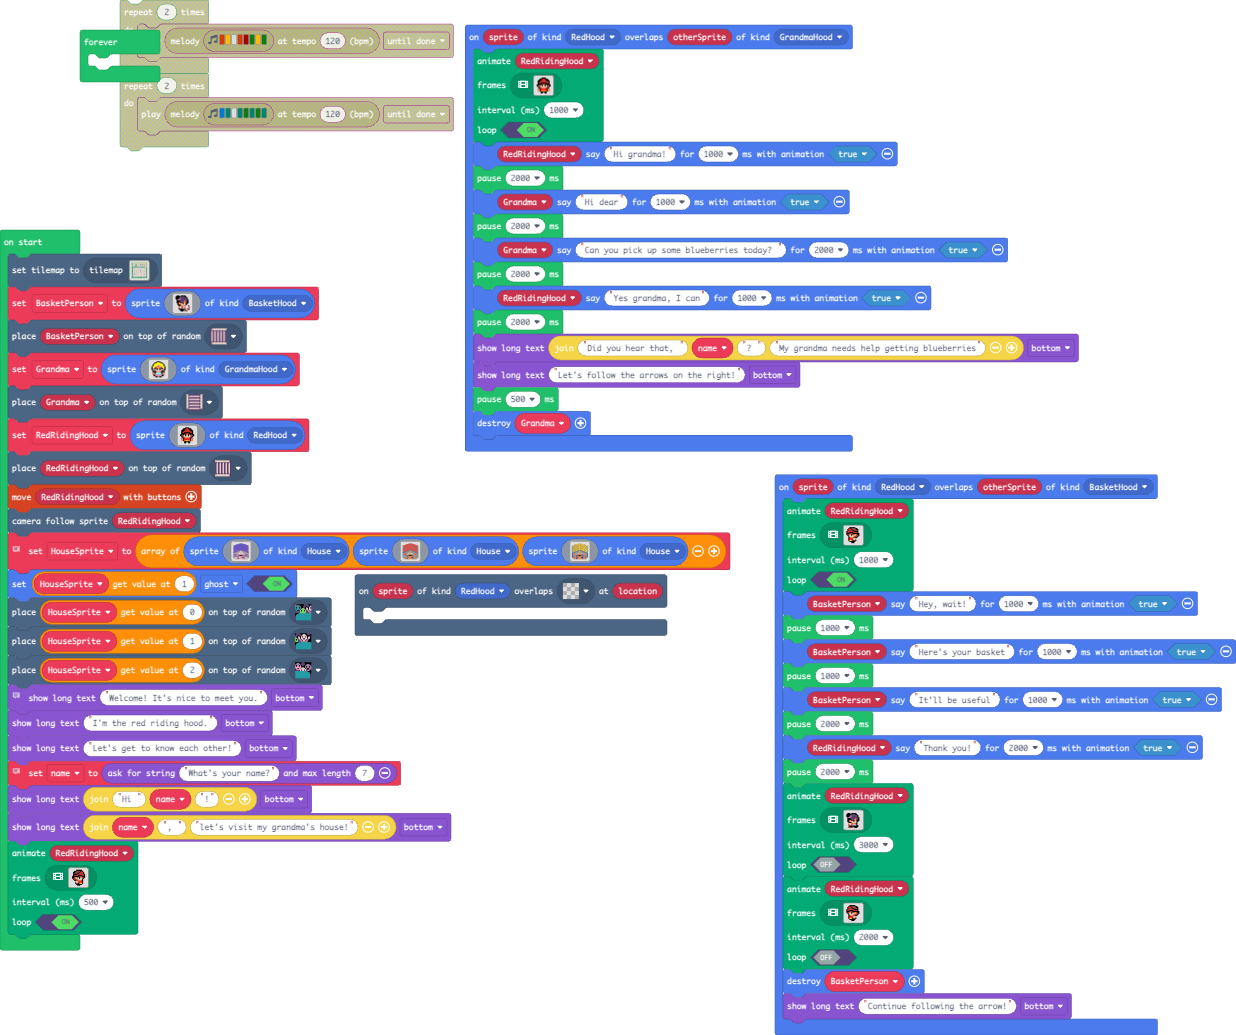 repeat 2 times
forever
melody at tempo 120 (bpm) until done
repeat 2 times
do
play melody at tempo 120 (bpm) until done
on start
set tilemap to tilemap
set BasketPerson to sprite of kind BasketHood
place BasketPerson on top of random
set Grandma to sprite of kind GrandmaHood
place Grandma on top of random
set RedRidingHood to sprite of kind RedHood
place RedRidingHood on top of random
move RedRidingHood with buttons
camera follow sprite RedRidingHood
set HouseSprite to array of sprite of kind House sprite of kind House sprite of kind House
set HouseSprite get value at 1 ghost ON
place HouseSprite get value at 0 on top of random
place HouseSprite get value at 1 on top of random
place HouseSprite get value at 2 on top of random
show long text "Welcome! It's nice to meet you." bottom
show long text "I'm the red riding hood." bottom
show long text "Let's get to know each other!" bottom
set name to ask for string "What's your name?" and max length 7
show long text join "Hi " name "!" bottom
show long text join name ", " "let's visit my grandma's house!" bottom
animate RedRidingHood
frames
interval (ms) 500
loop ON
on sprite of kind RedHood overlaps at location
on sprite of kind RedHood overlaps otherSprite of kind GrandmaHood
animate RedRidingHood
frames
interval (ms) 1000
loop ON
RedRidingHood say "Hi grandma!" for 1000 ms with animation true
pause 2000 ms
Grandma say "Hi dear" for 1000 ms with animation true
pause 2000 ms
Grandma say "Can you pick up some blueberries today?" for 2000 ms with animation true
pause 2000 ms
RedRidingHood say "Yes grandma, I can" for 1000 ms with animation true
pause 2000 ms
show long text join "Did you hear that, " name "? " "My grandma needs help getting blueberries" bottom
show long text "Let's follow the arrows on the right!" bottom
pause 500 ms
destroy Grandma
on sprite of kind RedHood overlaps otherSprite of kind BasketHood
animate RedRidingHood
frames
interval (ms) 1000
loop ON
BasketPerson say "Hey, wait!" for 1000 ms with animation true
pause 1000 ms
BasketPerson say "Here's your basket" for 1000 ms with animation true
pause 1000 ms
BasketPerson say "It'll be useful" for 1000 ms with animation true
pause 2000 ms
RedRidingHood say "Thank you!" for 2000 ms with animation true
pause 2000 ms
animate RedRidingHood
frames
interval (ms) 3000
loop OFF
animate RedRidingHood
frames
interval (ms) 2000
loop OFF
destroy BasketPerson
show long text "Continue following the arrow!" bottom